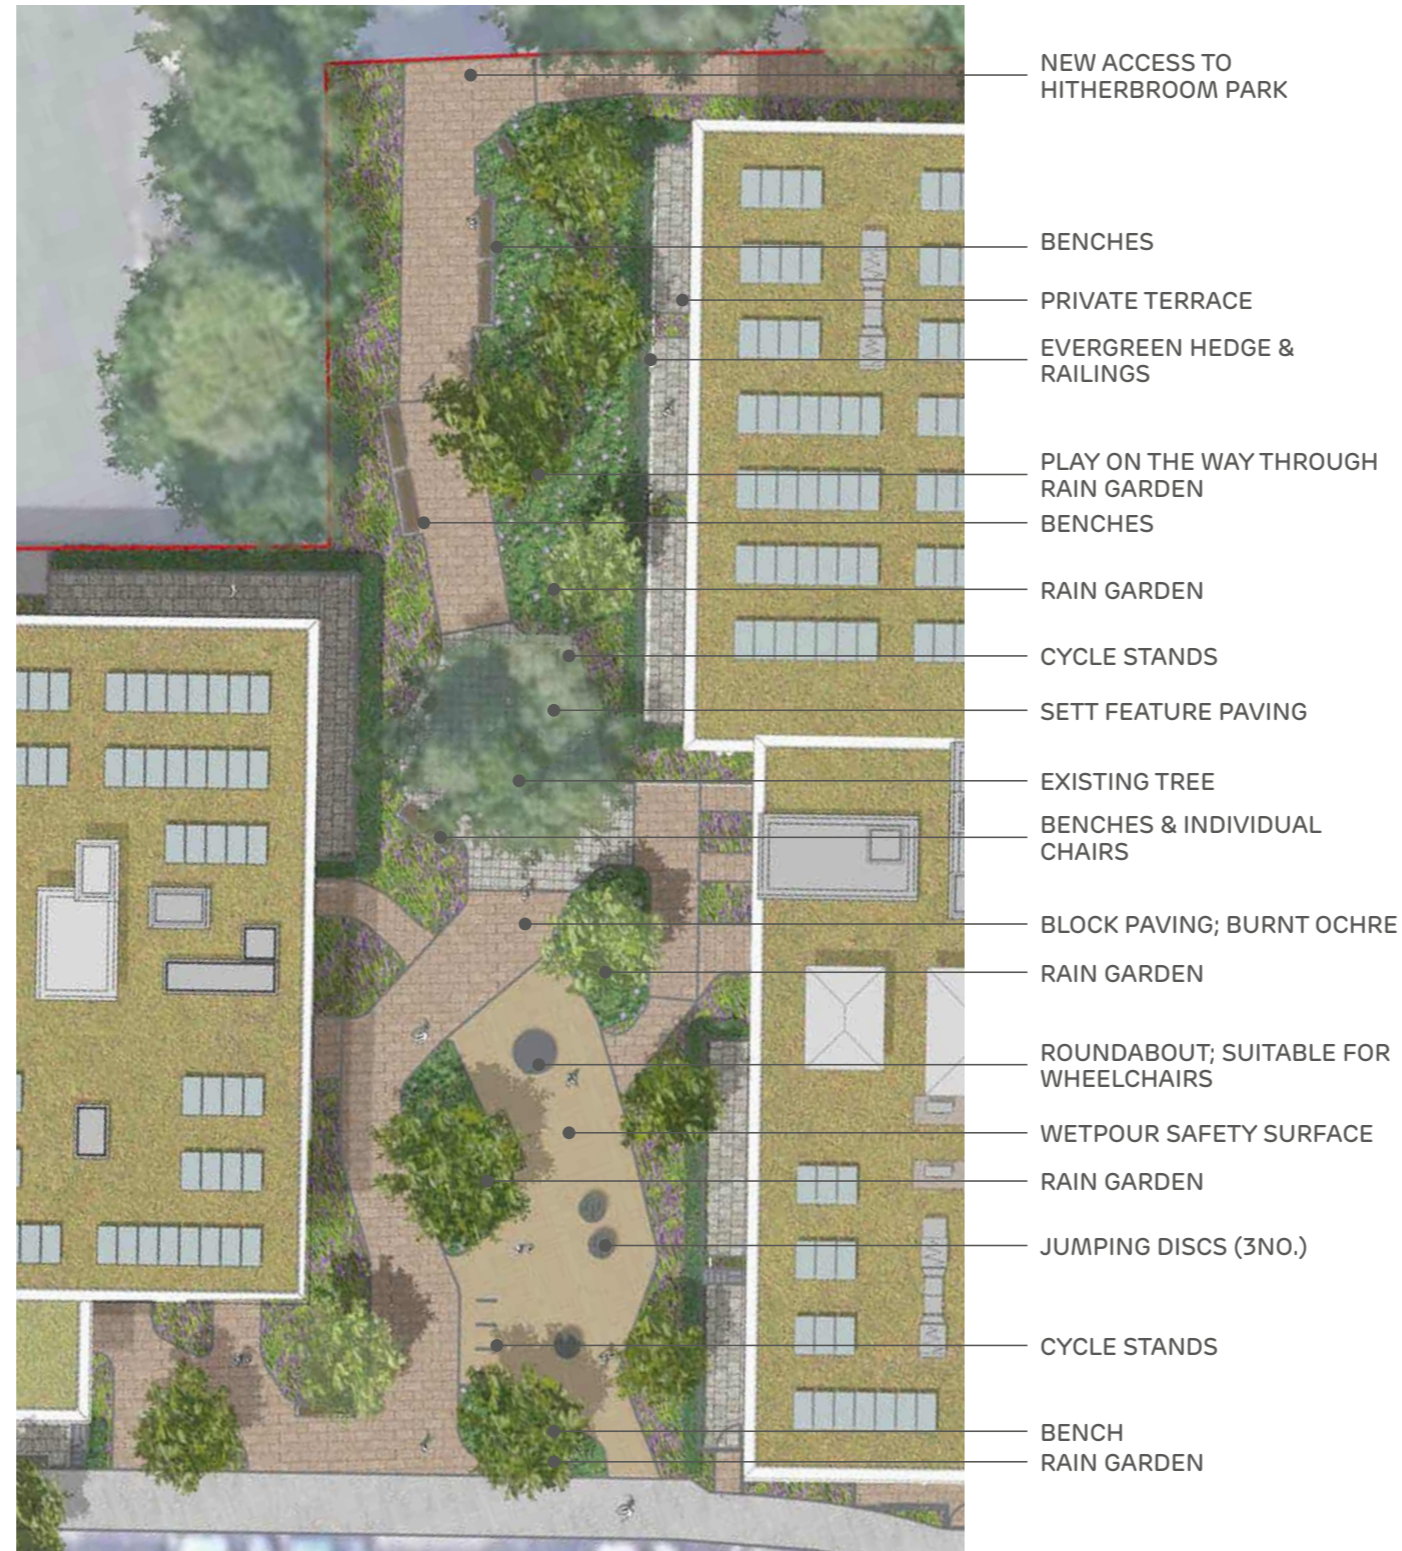 NEW ACCESS TO
HITHERBROOM PARK
BENCHES
PRIVATE TERRACE
EVERGREEN HEDGE &
RAILINGS
PLAY ON THE WAY THROUGH
RAIN GARDEN
BENCHES
RAIN GARDEN
CYCLE STANDS
SETT FEATURE PAVING
EXISTING TREE
BENCHES & INDIVIDUAL
CHAIRS
BLOCK PAVING; BURNT OCHRE
RAIN GARDEN
ROUNDABOUT; SUITABLE FOR
WHEELCHAIRS
WETPOUR SAFETY SURFACE
RAIN GARDEN
JUMPING DISCS (3NO.)
CYCLE STANDS
BENCH
RAIN GARDEN